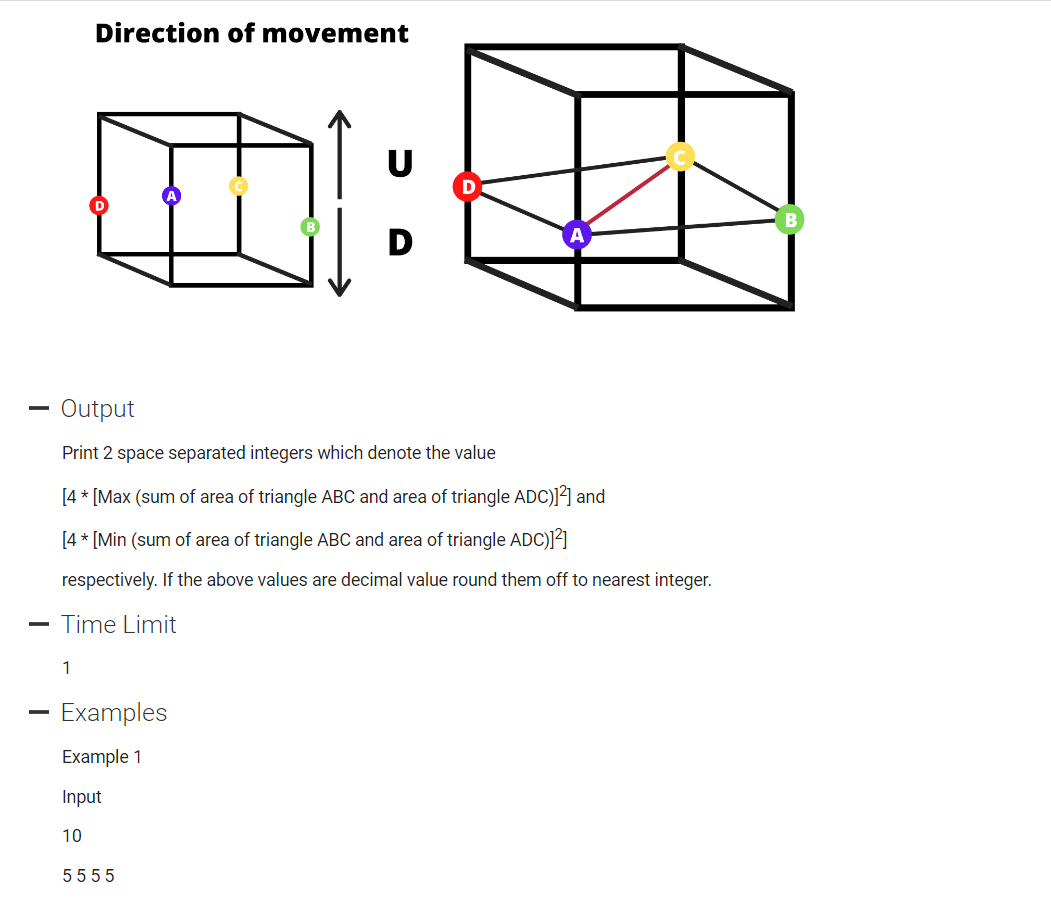 Direction of movement
U
D
D
A
C
B
D
A
C
B
Output
Print 2 space separated integers which denote the value
[4 * [Max (sum of area of triangle ABC and area of triangle ADC)]²] and
[4 * [Min (sum of area of triangle ABC and area of triangle ADC)]²]
respectively. If the above values are decimal value round them off to nearest integer.
Time Limit
1
Examples
Example 1
Input
10
5 5 5 5